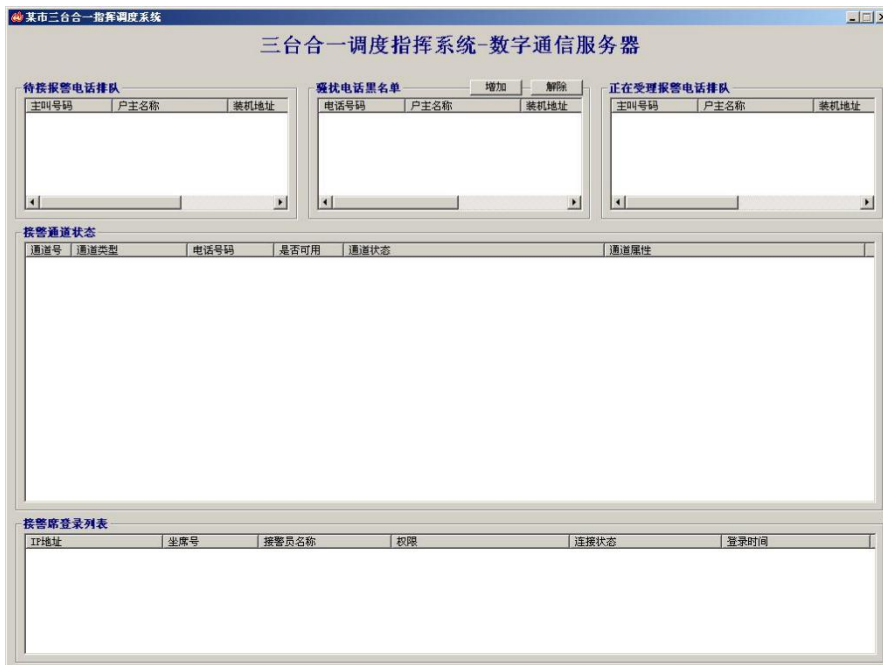 某市三台合一指挥调度系统
三台合一调度指挥系统-数字通信服务器
待接报警电话排队
主叫号码 户主名称 装机地址
骚扰电话黑名单 增加 解除
电话号码 户主名称 装机地址
正在受理报警电话排队
主叫号码 户主名称 装机地址
接警通道状态
通道号 通道类型 电话号码 是否可用 通道状态 通道属性
接警席登录列表
IP地址 坐席号 接警员名称 权限 连接状态 登录时间